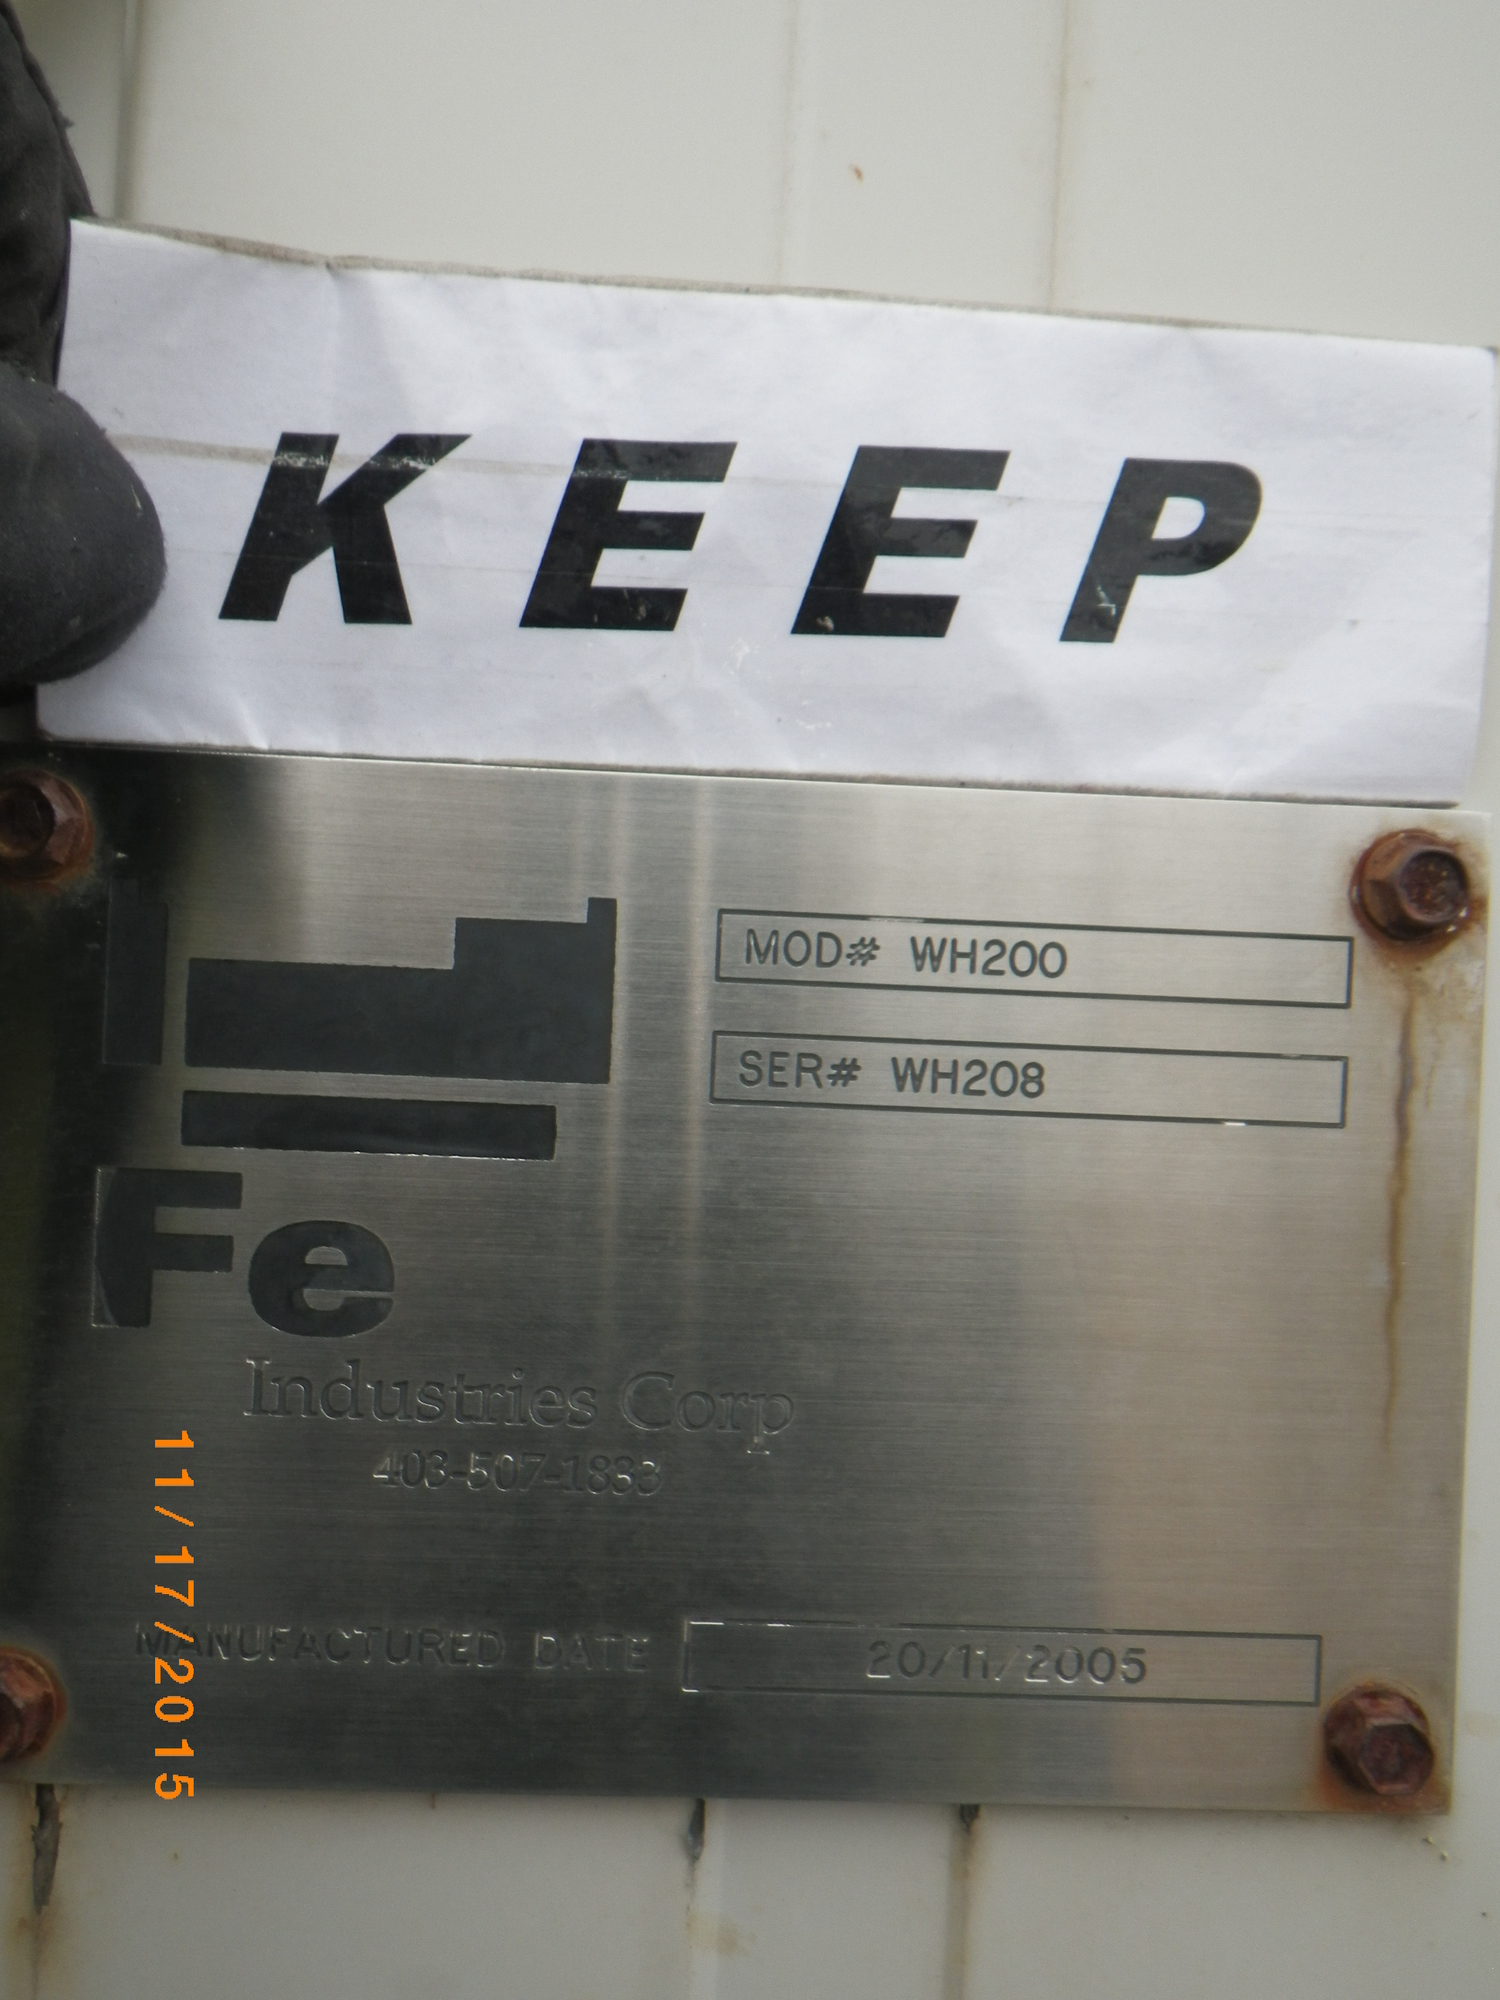 KEEP
MOD# WH200
SER# WH208
Fe
Industries Corp
403-507-1833
MANUFACTURED DATE 20/11/2005
11/17/2015